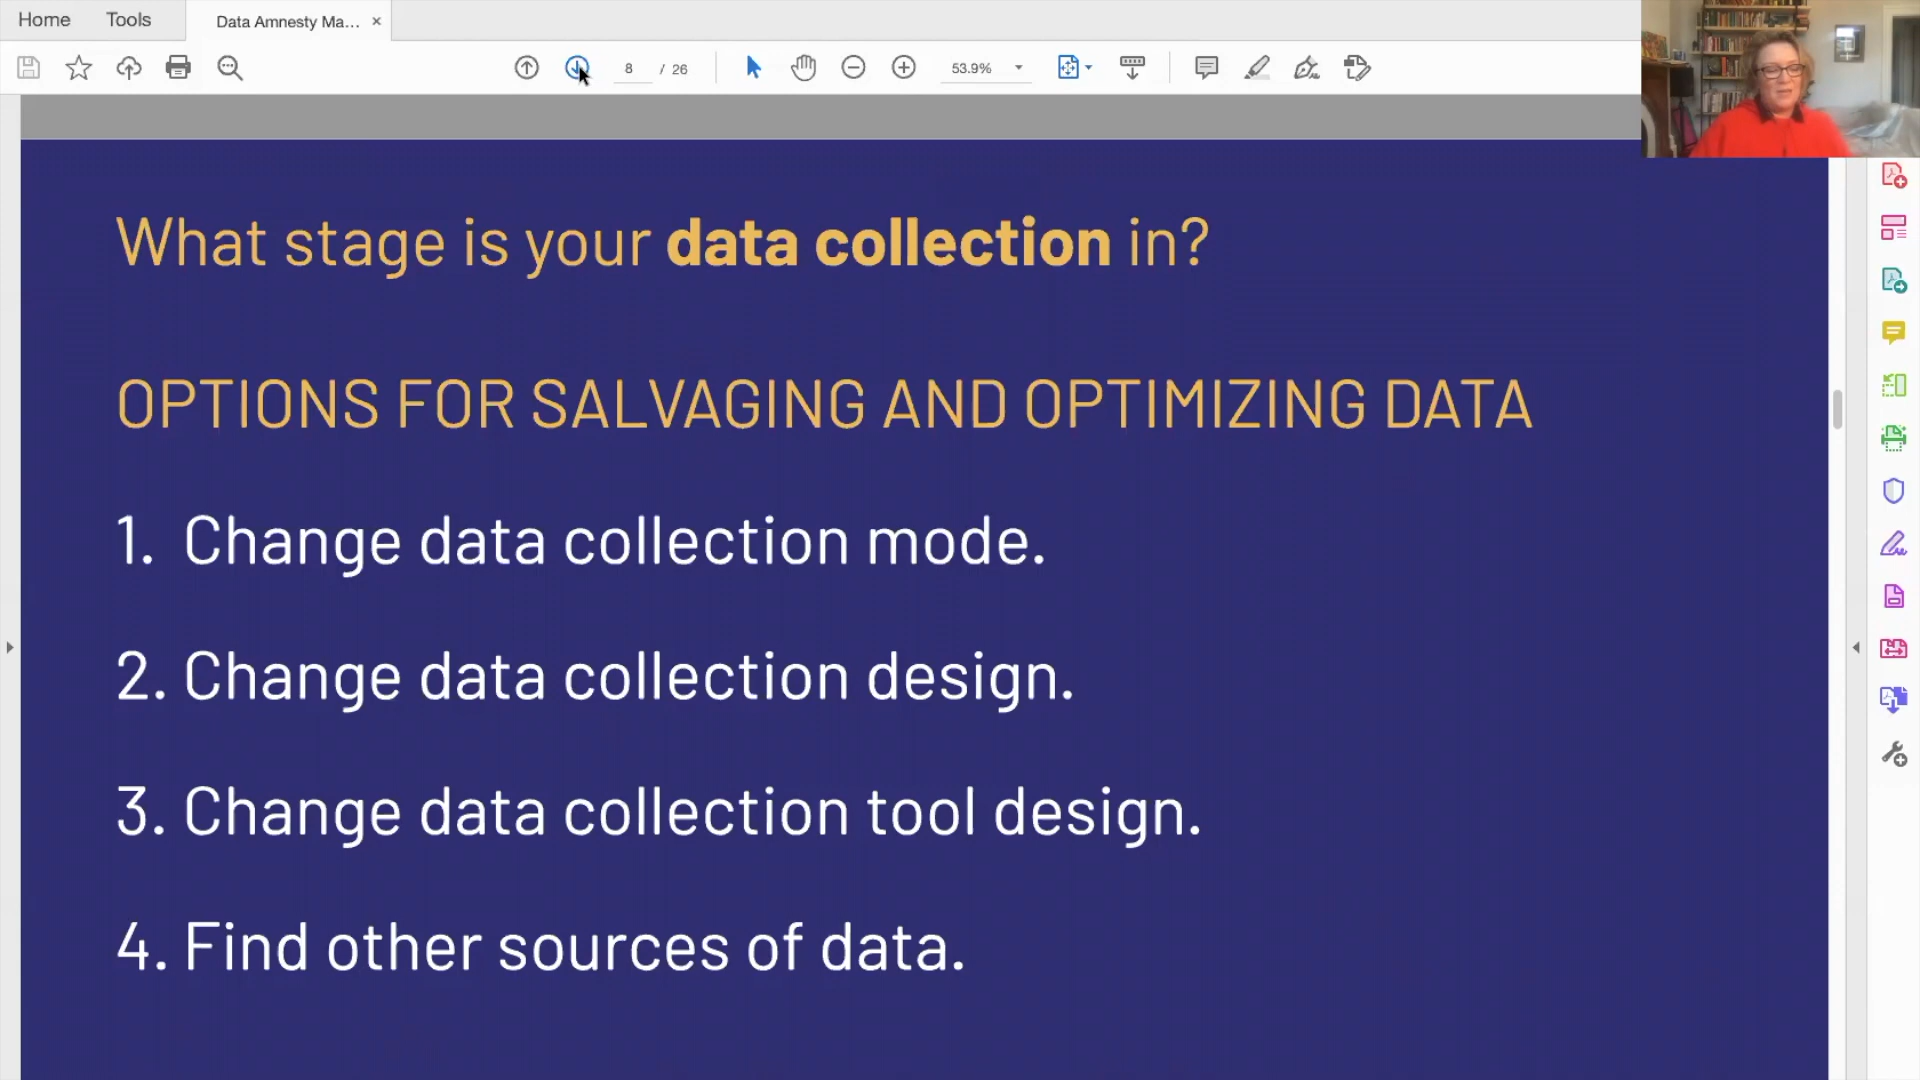 Home
Tools
Data Amnesty Ma...
8 / 26
53.9%
What stage is your data collection in?
OPTIONS FOR SALVAGING AND OPTIMIZING DATA
1. Change data collection mode.
2. Change data collection design.
3. Change data collection tool design.
4. Find other sources of data.